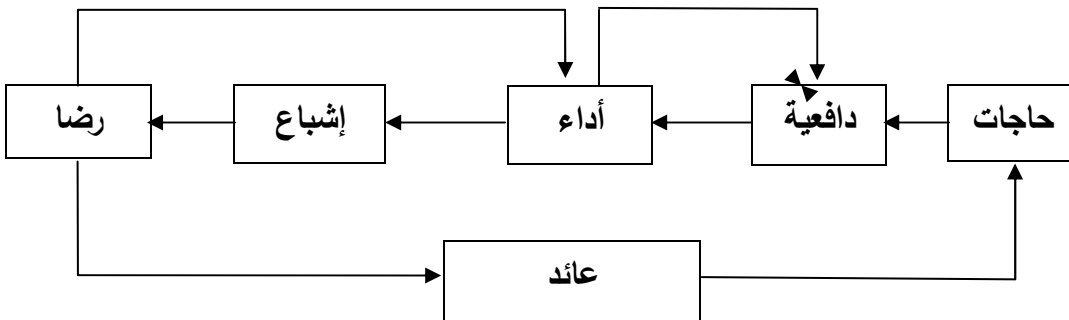 حاجات
دافعية
أداء
إشباع
رضا
عائد